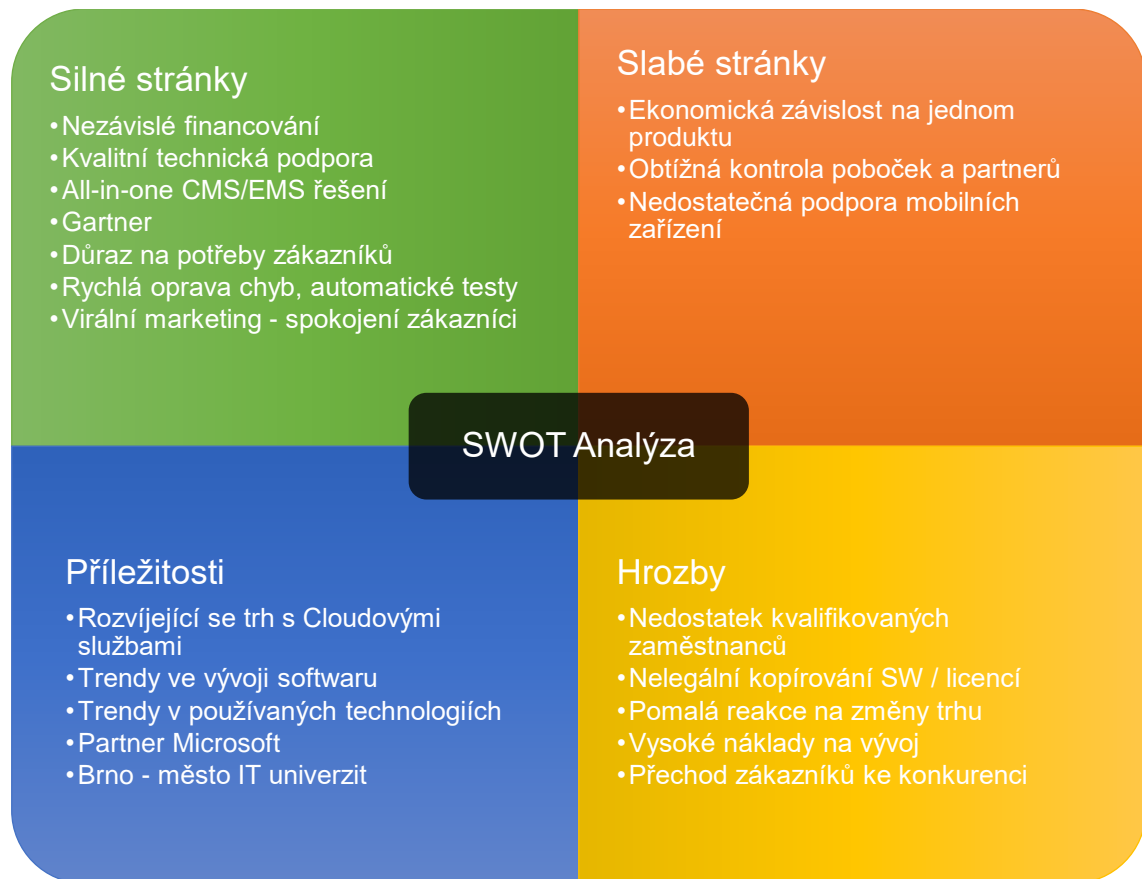 Silné stránky
•Nezávislé financování
•Kvalitní technická podpora
•All-in-one CMS/EMS řešení
•Gartner
•Důraz na potřeby zákazníků
•Rychlá oprava chyb, automatické testy
•Virální marketing - spokojení zákazníci
Slabé stránky
•Ekonomická závislost na jednom
produktu
•Obtížná kontrola poboček a partnerů
•Nedostatečná podpora mobilních
zařízení
SWOT Analýza
Příležitosti
•Rozvíjející se trh s Cloudovými
službami
•Trendy ve vývoji softwaru
•Trendy v používaných technologiích
•Partner Microsoft
•Brno - město IT univerzit
Hrozby
•Nedostatek kvalifikovaných
zaměstnanců
•Nelegální kopírování SW / licencí
•Pomalá reakce na změny trhu
•Vysoké náklady na vývoj
•Přechod zákazníků ke konkurenci